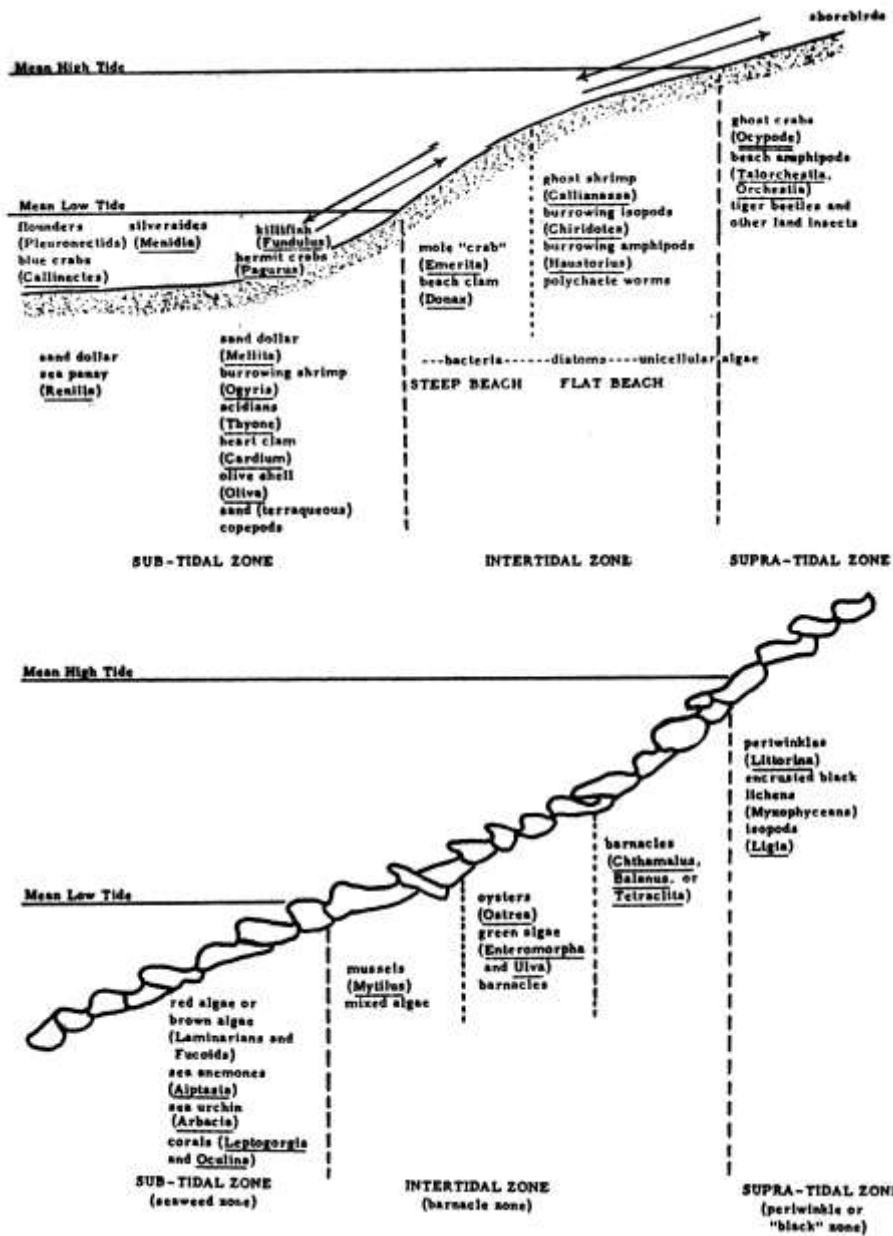 shorebirds
Mean High Tide
ghost crabs
(Ocypode)
beach amphipods
(Talorchestia,
Orchestia)
tiger beetles and
other land insects
ghost shrimp
(Callianassa)
burrowing isopods
(Chiridotea)
burrowing amphipods
(Haustorius)
polychaete worms
Mean Low Tide
flounders
(Pleuronectids)
blue crabs
(Callinectes)
silversides
(Menidia)
killifish
(Fundulus)
hermit crabs
(Pagurus)
mole "crab"
(Emerita)
beach clam
(Donax)
sand dollar
sea pansy
(Renilla)
sand dollar
(Mellita)
burrowing shrimp
(Ogyris)
acidians
(Thyone)
heart clam
(Cardium)
olive shell
(Oliva)
sand (terraqueous)
copepods
---bacteria------diatoms----unicellular algae
STEEP BEACH FLAT BEACH
SUB-TIDAL ZONE INTERTIDAL ZONE SUPRA-TIDAL ZONE
Mean High Tide
periwinkles
(Littorina)
encrusted black
lichens
(Myxophyceans)
isopods
(Ligia)
barnacles
(Chthamalus,
Balanus, or
Tetraclita)
Mean Low Tide
oysters
(Ostrea)
green algae
(Enteromorpha
and Ulva)
barnacles
mussels
(Mytilus)
mixed algae
red algae or
brown algae
(Laminarians and
Fucoids)
sea anemones
(Aiptasia)
sea urchin
(Arbacia)
corals (Leptogorgia
and Oculina)
SUB-TIDAL ZONE
(seaweed zone)
INTERTIDAL ZONE
(barnacle zone)
SUPRA-TIDAL ZONE
(periwinkle or
"black" zone)